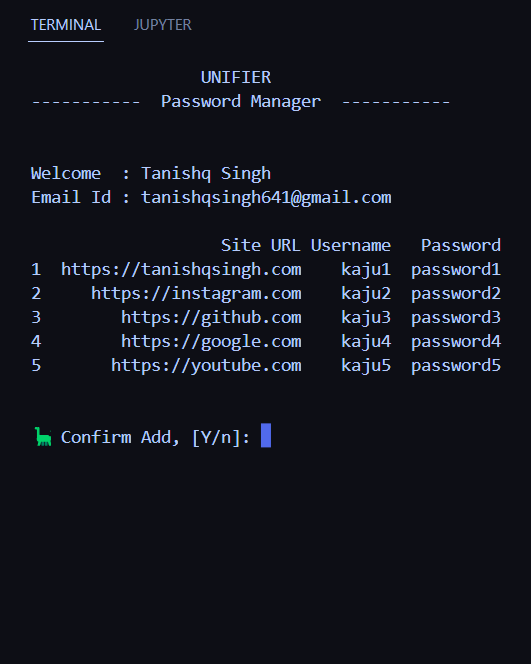 TERMINAL JUPYTER
UNIFIER
----------- Password Manager -----------
Welcome : Tanishq Singh
Email Id : tanishqsingh641@gmail.com
Site URL Username Password
1 https://tanishqsingh.com kaju1 password1
2 https://instagram.com kaju2 password2
3 https://github.com kaju3 password3
4 https://google.com kaju4 password4
5 https://youtube.com kaju5 password5
Confirm Add, [Y/n]: